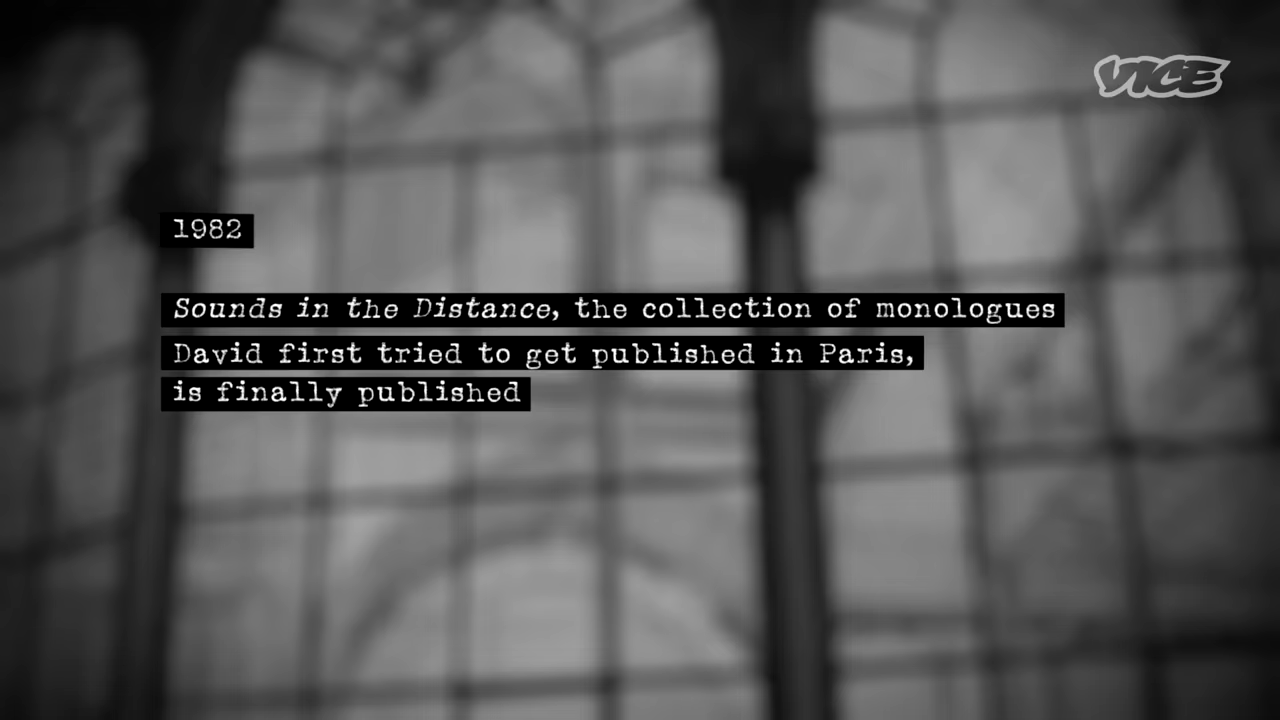 VICE
1982
Sounds in the Distance, the collection of monologues
David first tried to get published in Paris,
is finally published